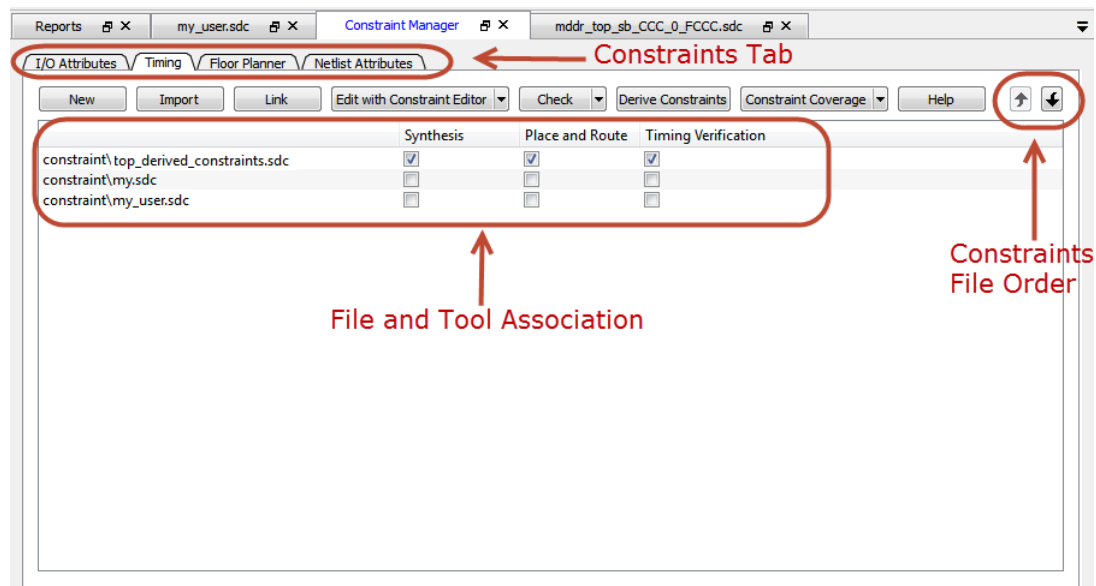 Reports my_user.sdc Constraint Manager mddr_top_sb_CCC_0_FCCC.sdc
I/O Attributes Timing Floor Planner Netlist Attributes
Constraints Tab
New Import Link Edit with Constraint Editor Check Derive Constraints Constraint Coverage Help
Synthesis Place and Route Timing Verification
constraint\top_derived_constraints.sdc
constraint\my.sdc
constraint\my_user.sdc
Constraints
File Order
File and Tool Association